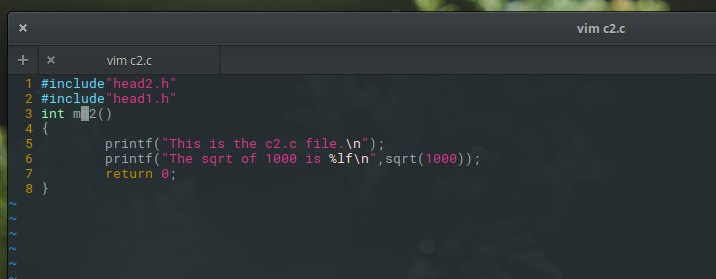 × vim c2.c
+ × vim c2.c
1 #include"head2.h"
2 #include"head1.h"
3 int m 2()
4 {
5 printf("This is the c2.c file.\n");
6 printf("The sqrt of 1000 is %lf\n",sqrt(1000));
7 return 0;
8 }
~
~
~
~
~